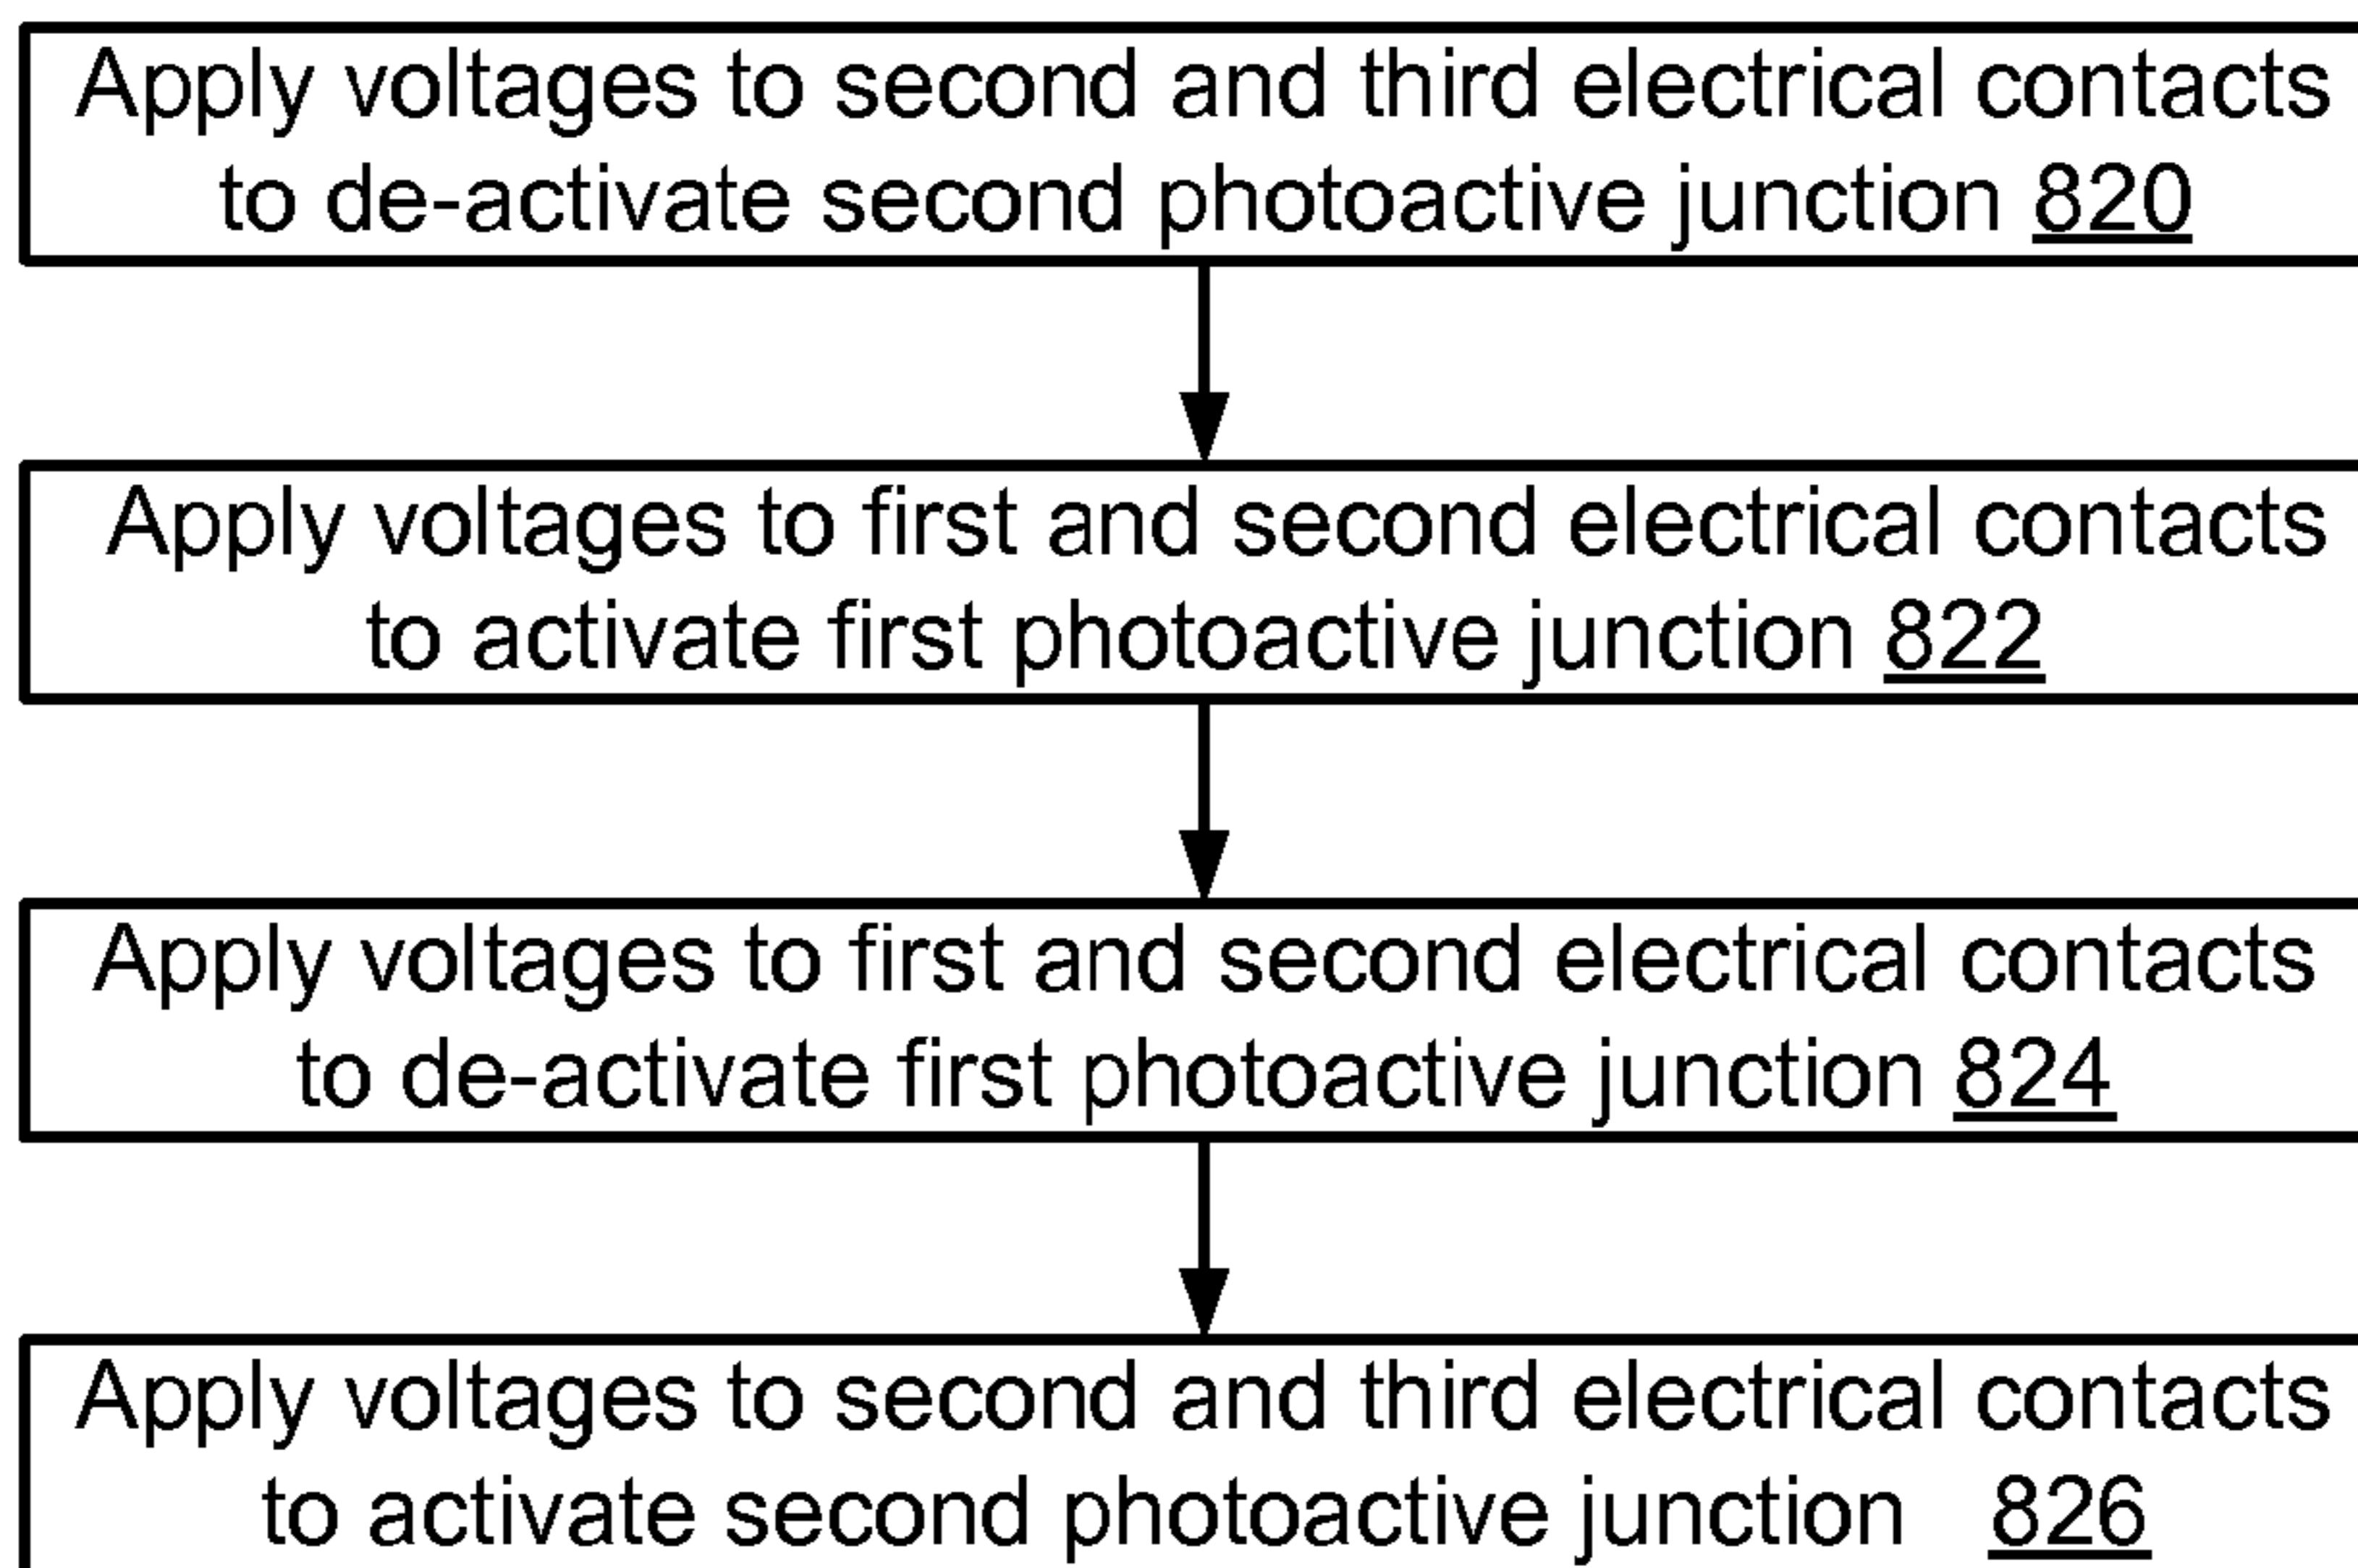 Apply voltages to second and third electrical contacts
to de-activate second photoactive junction 820
Apply voltages to first and second electrical contacts
to activate first photoactive junction 822
Apply voltages to first and second electrical contacts
to de-activate first photoactive junction 824
Apply voltages to second and third electrical contacts
to activate second photoactive junction 826